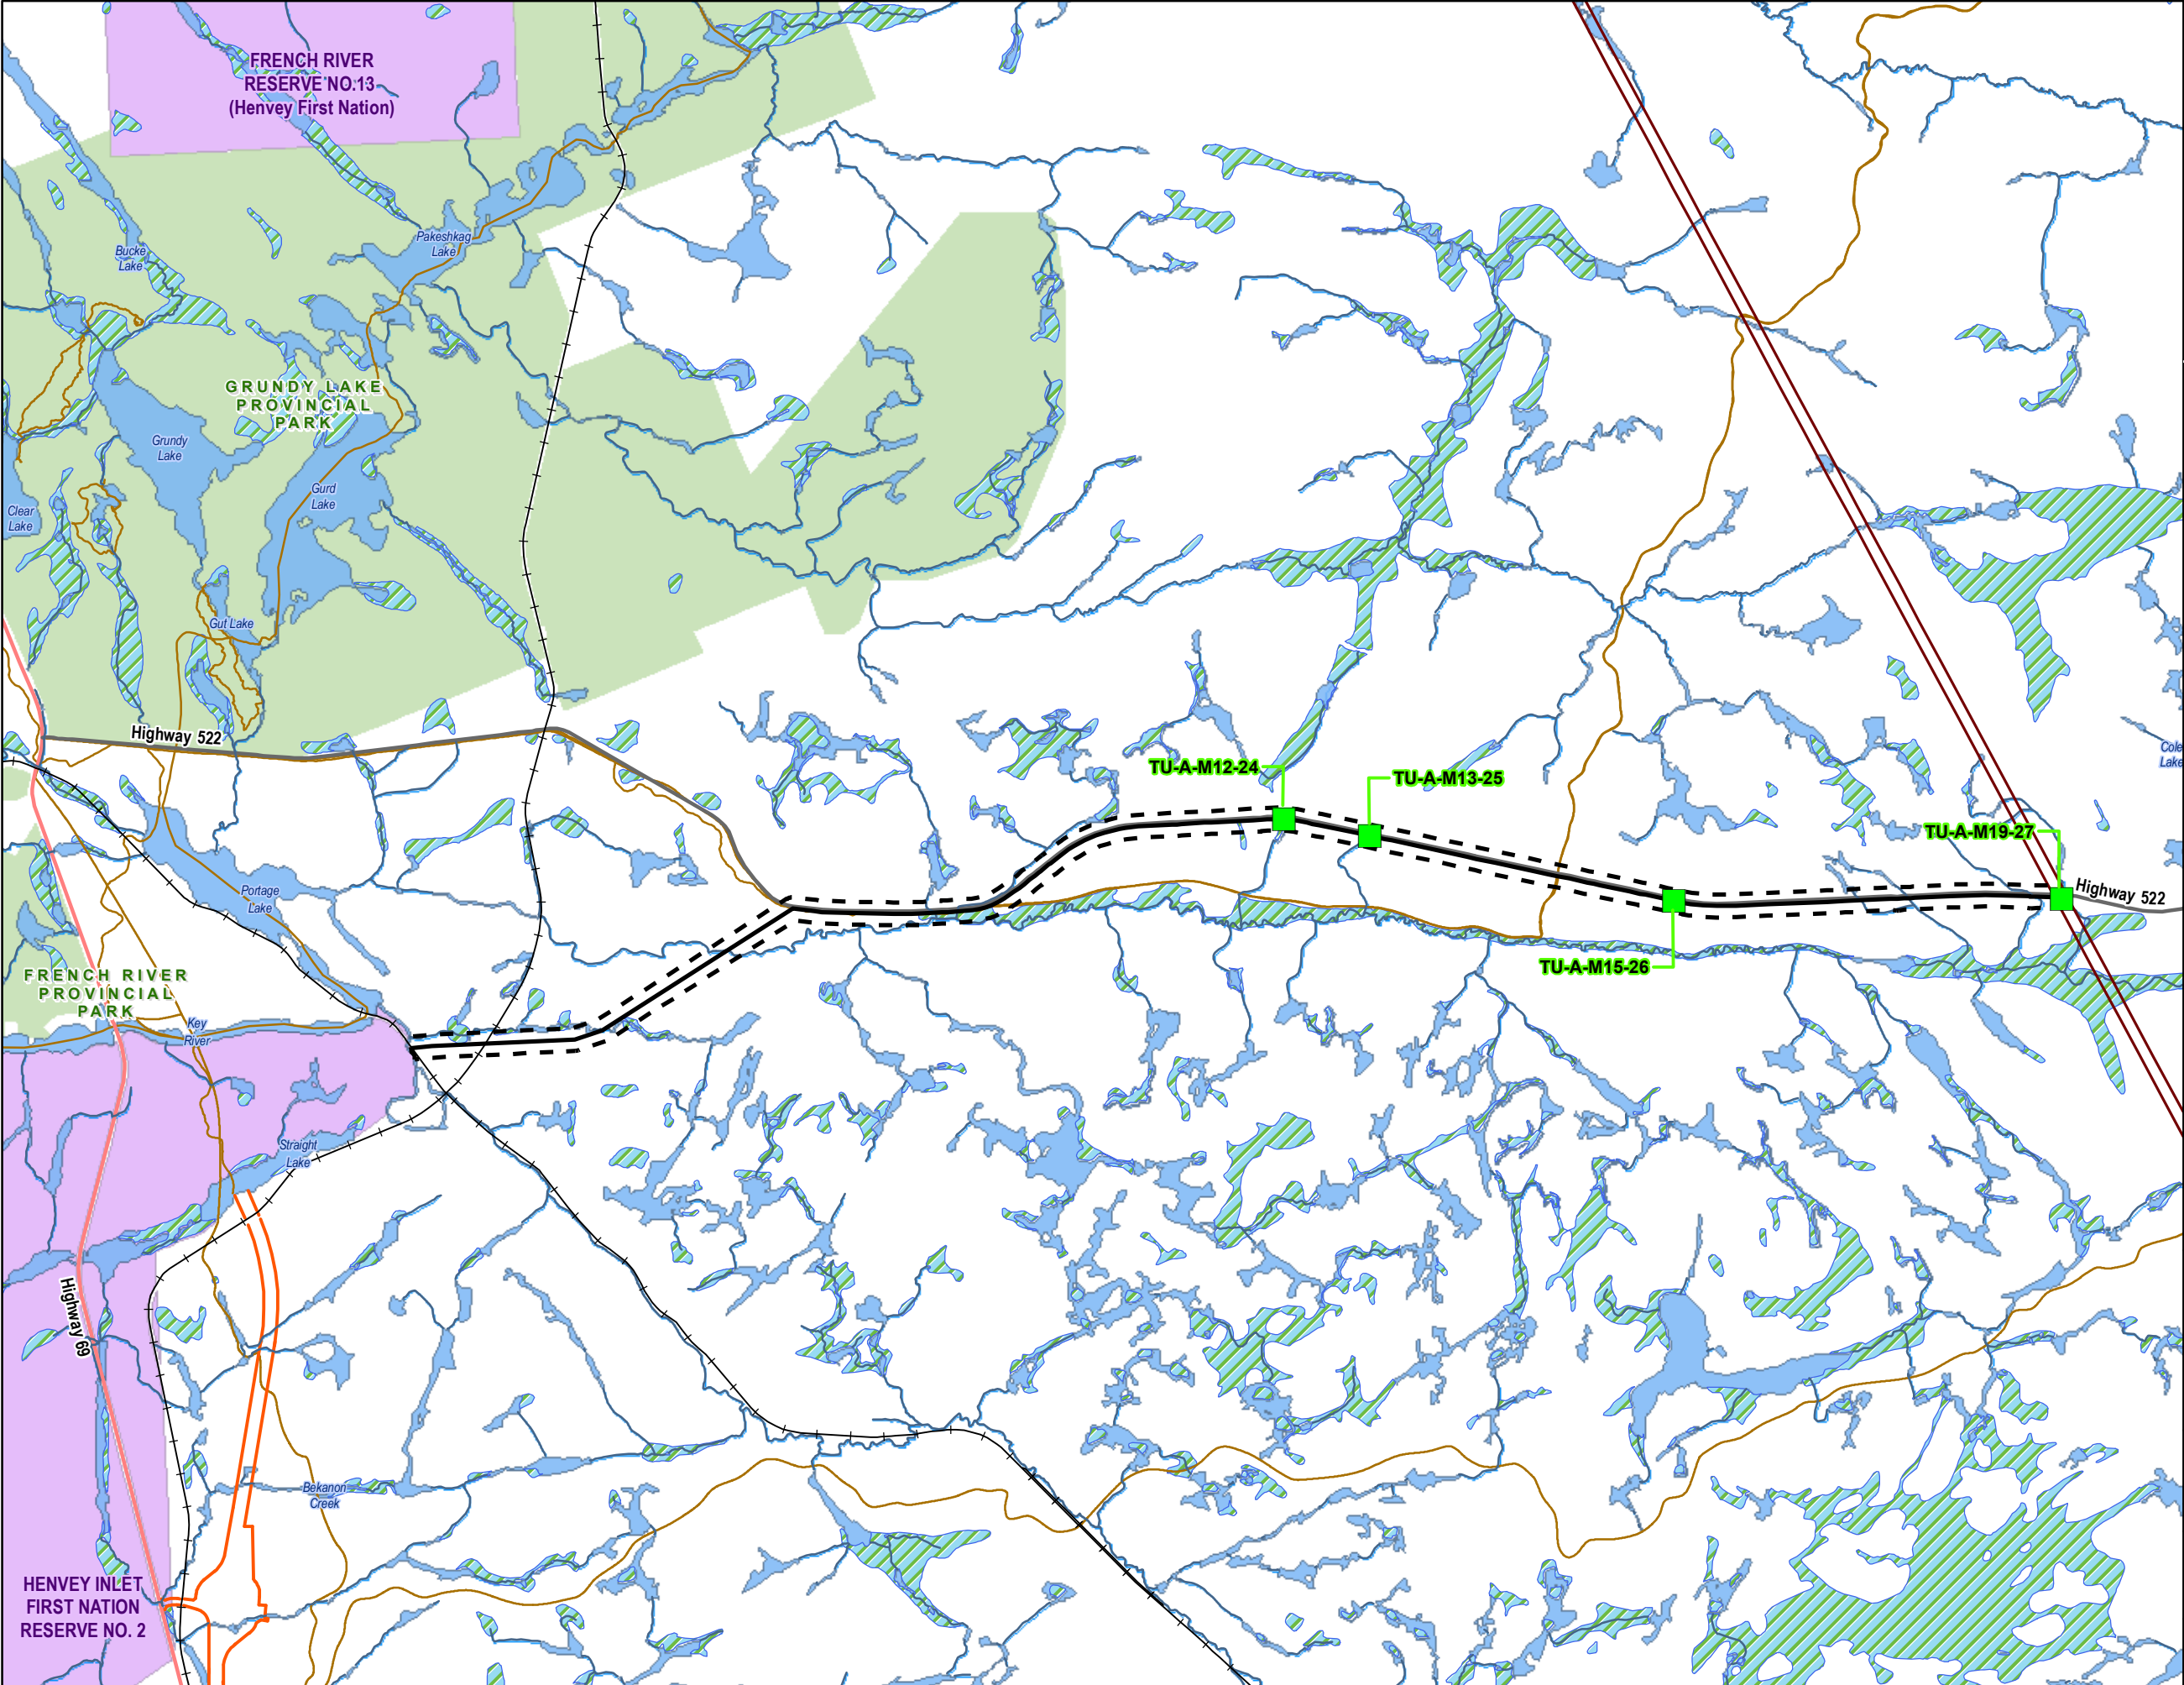 FRENCH RIVER
RESERVE NO.13
(Henvey First Nation)
Bucke
Lake
Pakeshkag
Lake
GRUNDY LAKE
PROVINCIAL
PARK
Grundy
Lake
Gurd
Lake
Clear
Lake
Gut Lake
Highway 522
Cole
Lake
TU-A-M12-24
TU-A-M13-25
TU-A-M19-27
Highway 522
Portage
Lake
TU-A-M15-26
FRENCH RIVER
PROVINCIAL
PARK
Key
River
Straight
Lake
Highway 69
Bekanon
Creek
HENVEY INLET
FIRST NATION
RESERVE NO. 2